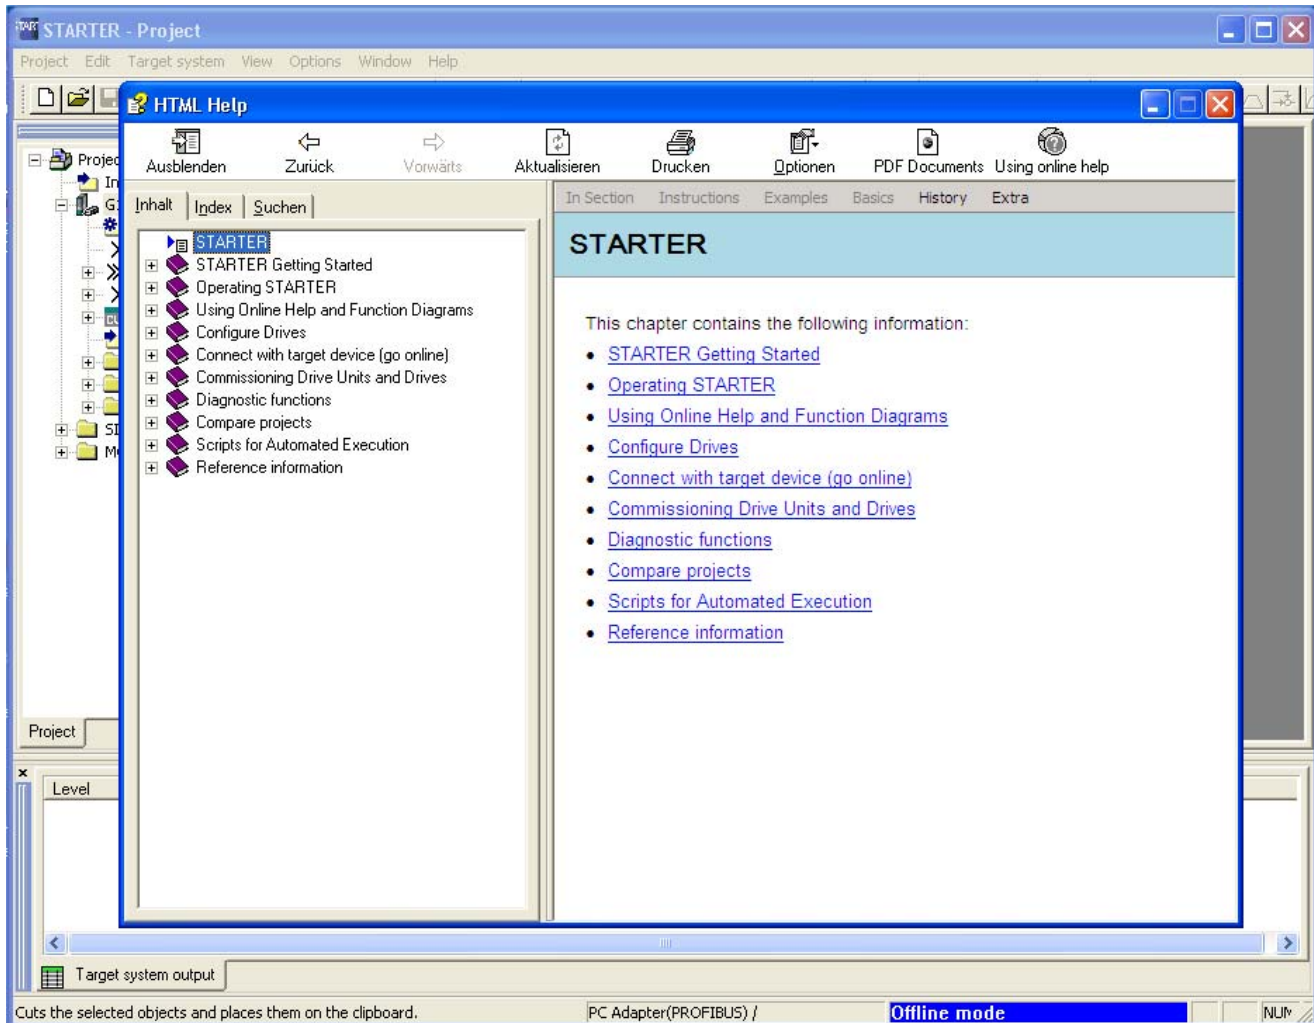 STARTER - Project
Project Edit Target system View Options Window Help
HTML Help
Ausblenden Zurück Vorwärts Aktualisieren Drucken Optionen PDF Documents Using online help
Inhalt Index Suchen
In Section Instructions Examples Basics History Extra
STARTER
STARTER Getting Started
Operating STARTER
Using Online Help and Function Diagrams
Configure Drives
Connect with target device (go online)
Commissioning Drive Units and Drives
Diagnostic functions
Compare projects
Scripts for Automated Execution
Reference information
STARTER
This chapter contains the following information:
• STARTER Getting Started
• Operating STARTER
• Using Online Help and Function Diagrams
• Configure Drives
• Connect with target device (go online)
• Commissioning Drive Units and Drives
• Diagnostic functions
• Compare projects
• Scripts for Automated Execution
• Reference information
Project
Level
Target system output
Cuts the selected objects and places them on the clipboard. PC Adapter(PROFIBUS) / Offline mode